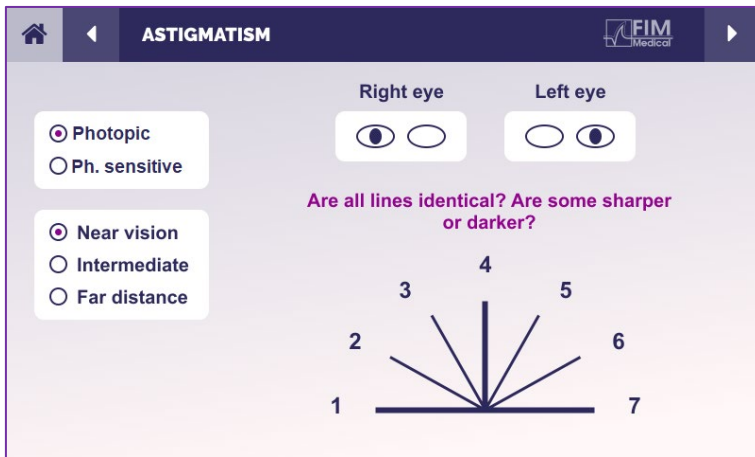 ASTIGMATISM
FIM
Medical
Right eye
Left eye
Photopic
Ph. sensitive
Near vision
Intermediate
Far distance
Are all lines identical? Are some sharper
or darker?
4
3
5
2
6
1
7